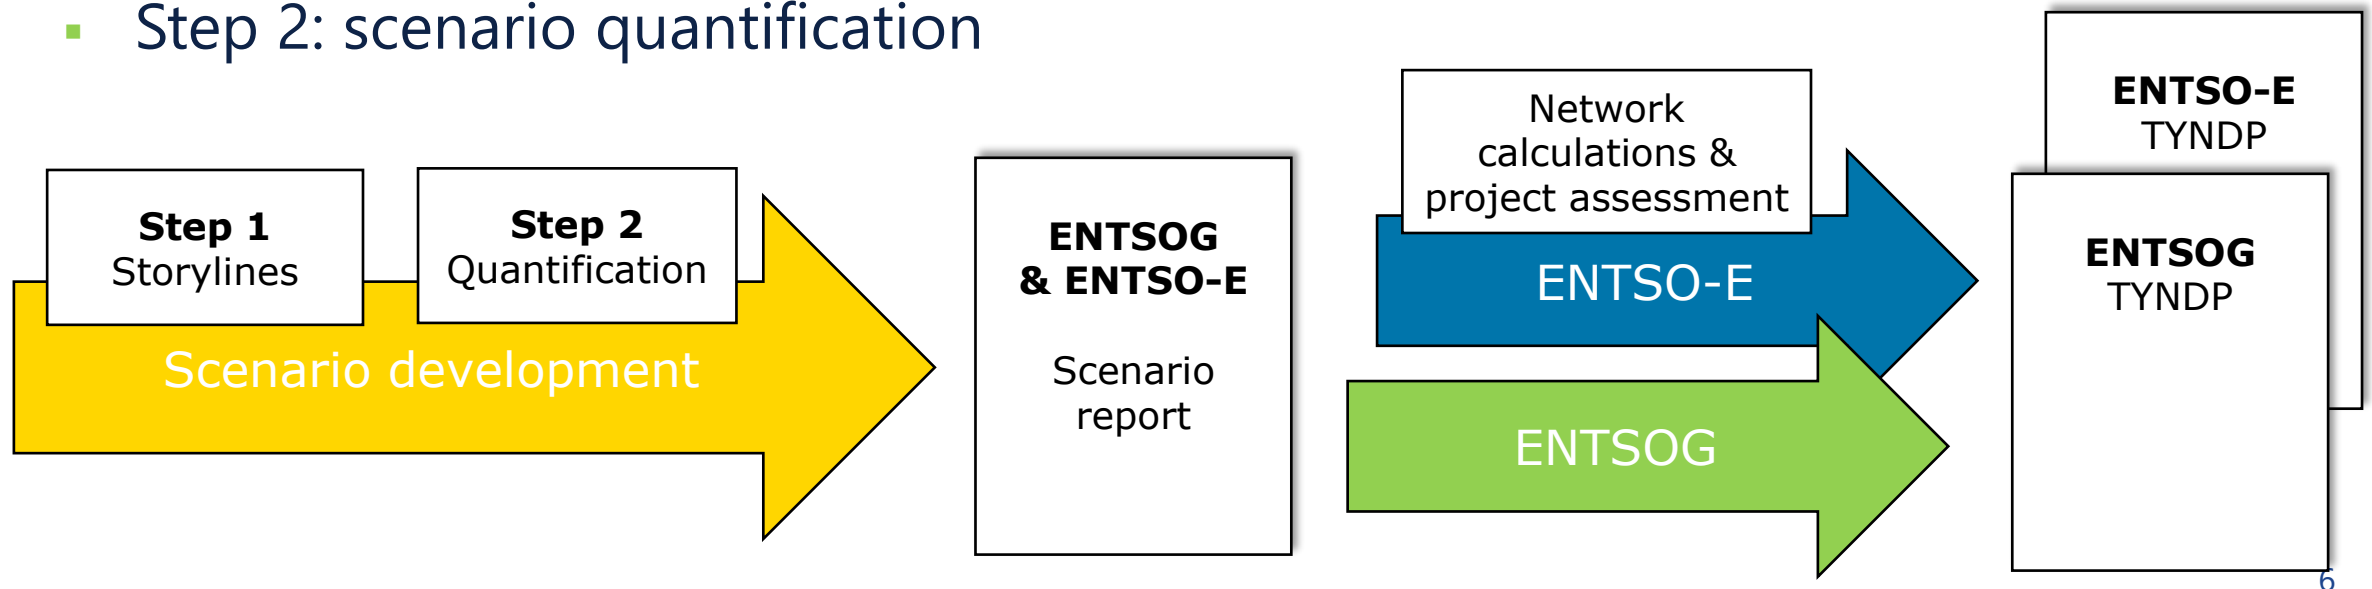 ▪ Step 2: scenario quantification
Step 1
Storylines
Step 2
Quantification
Scenario development
ENTSOG
& ENTSO-E
Scenario
report
Network
calculations &
project assessment
ENTSO-E
ENTSOG
ENTSO-E
TYNDP
ENTSOG
TYNDP
6